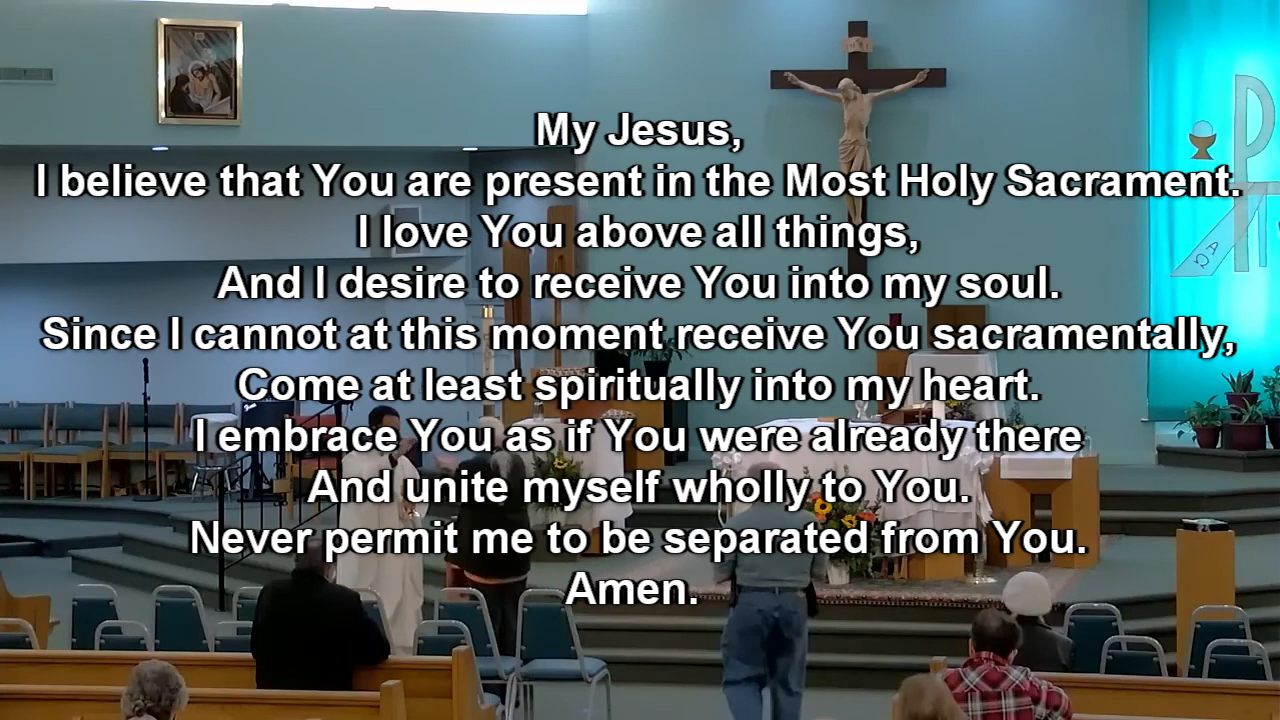 My Jesus,
I believe that You are present in the Most Holy Sacrament.
I love You above all things,
And I desire to receive You into my soul.
Since I cannot at this moment receive You sacramentally,
Come at least spiritually into my heart.
I embrace You as if You were already there
And unite myself wholly to You.
Never permit me to be separated from You.
Amen.